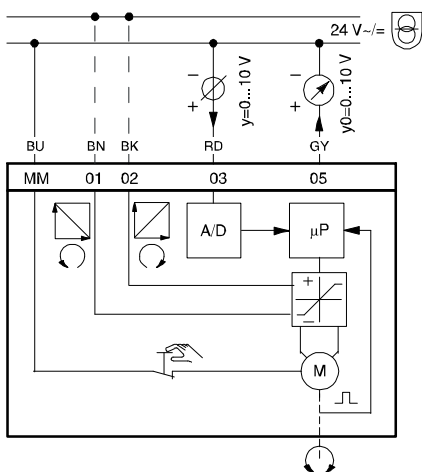 24 V~/=
− y=0...10 V
+
− y0=0...10 V
+
BU BN BK RD GY
MM 01 02 03 05
A/D µP
+
−
M